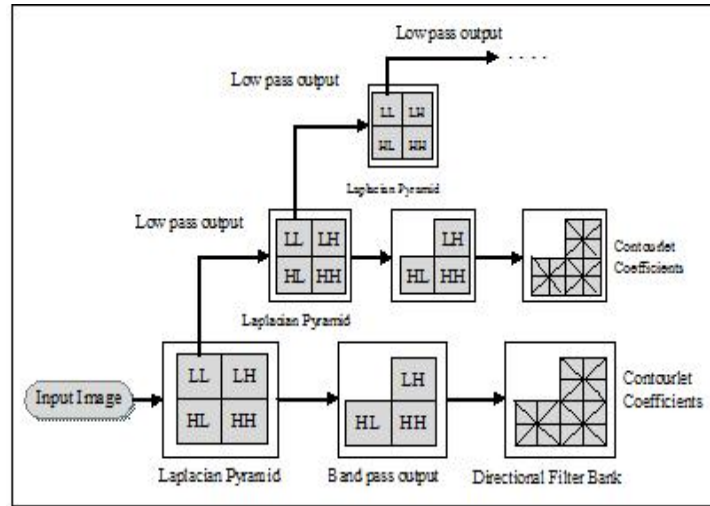 Low pass output
. . . .
Low pass output
LL LH
HL HH
Laplacian Pyramid
Low pass output
LL LH
HL HH
LH
HL HH
Contourlet
Coefficients
Laplacian Pyramid
Input Image
LL LH
HL HH
LH
HL HH
Contourlet
Coefficients
Laplacian Pyramid
Band pass output
Directional Filter Bank